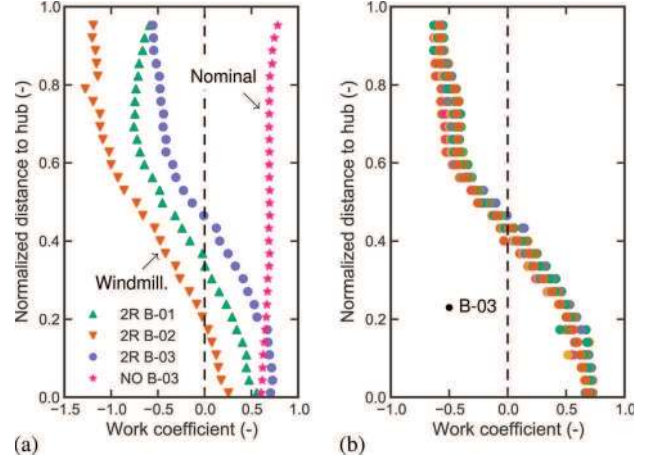 Normalized distance to hub (-)
1.0
0.8
0.6
0.4
0.2
0.0
Nominal
Windmill.
2R B-01
2R B-02
2R B-03
NO B-03
-1.5 -1.0 -0.5 0.0 0.5 1.0
Work coefficient (-)
(a)
Normalized distance to hub (-)
1.0
0.8
0.6
0.4
0.2
0.0
B-03
-1.0 -0.5 0.0 0.5 1.0
Work coefficient (-)
(b)